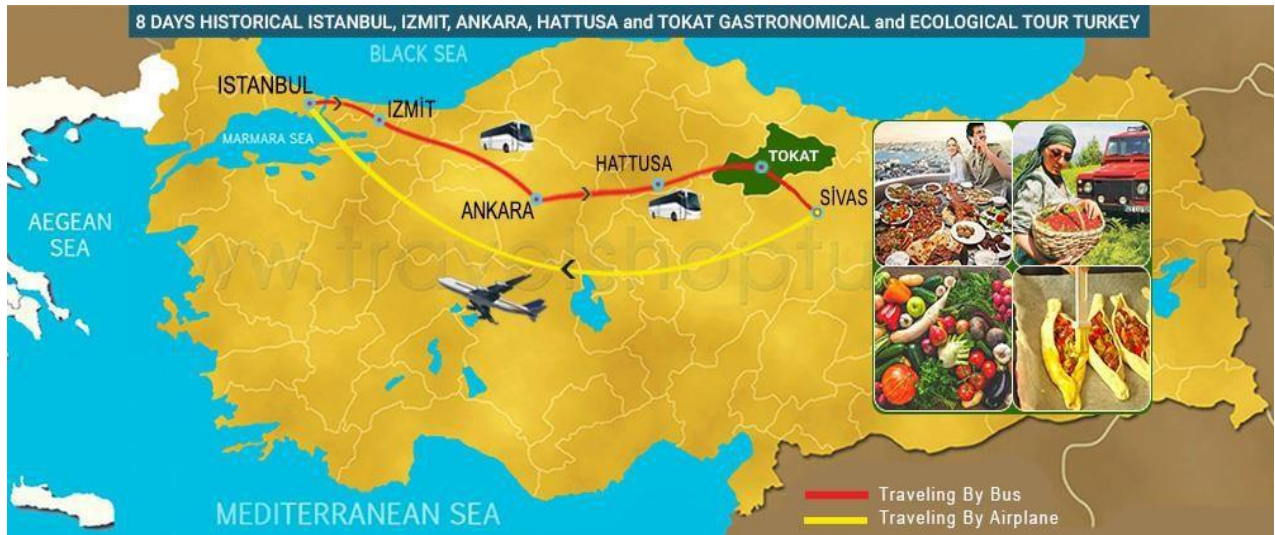 8 DAYS HISTORICAL ISTANBUL, IZMIT, ANKARA, HATTUSA and TOKAT GASTRONOMICAL and ECOLOGICAL TOUR TURKEY
BLACK SEA
ISTANBUL
IZMİT
MARMARA SEA
HATTUSA
TOKAT
ANKARA
SİVAS
AEGEAN
SEA
MEDITERRANEAN SEA
Traveling By Bus
Traveling By Airplane